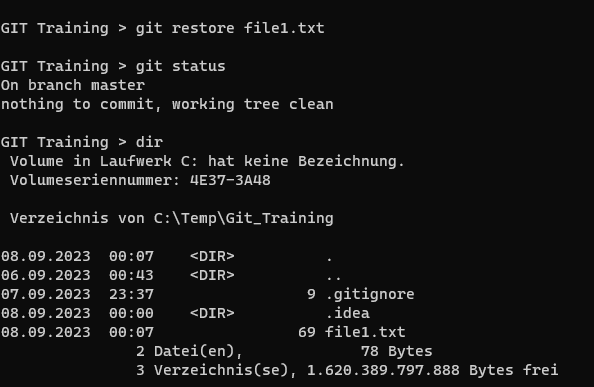 GIT Training > git restore file1.txt
GIT Training > git status
On branch master
nothing to commit, working tree clean
GIT Training > dir
Volume in Laufwerk C: hat keine Bezeichnung.
Volumeseriennummer: 4E37-3A48
Verzeichnis von C:\Temp\Git_Training
08.09.2023  00:07    <DIR>          .
06.09.2023  00:43    <DIR>          ..
07.09.2023  23:37                 9 .gitignore
08.09.2023  00:00    <DIR>          .idea
08.09.2023  00:07                69 file1.txt
2 Datei(en),             78 Bytes
3 Verzeichnis(se), 1.620.389.797.888 Bytes frei